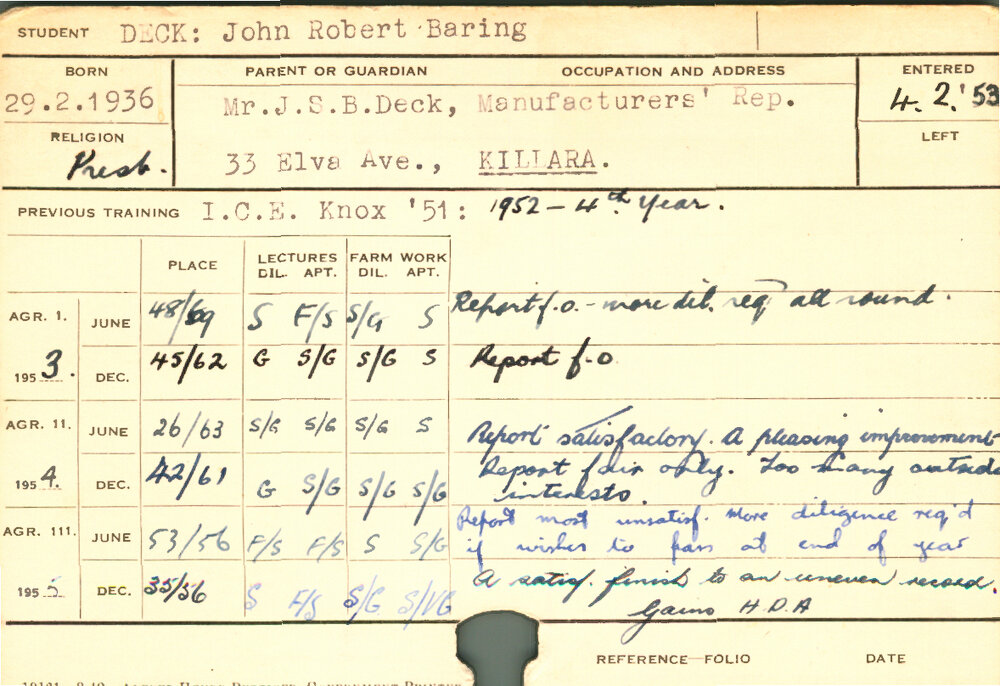 STUDENT DECK: John Robert Baring
BORN PARENT OR GUARDIAN OCCUPATION AND ADDRESS ENTERED
29.2.1936 Mr.J.S.B.Deck, Manufacturers' Rep. 4.2.'53
RELIGION LEFT
Presb. 33 Elva Ave., KILLARA.
PREVIOUS TRAINING I.C.E. Knox '51: 1952 - 4th Year.
PLACE LECTURES FARM WORK
DIL. APT. DIL. APT.
AGR. 1. JUNE 48/69 S F/S S/G S Report f.o. - more dil. req all round.
1953. DEC. 45/62 G S/G S/G S Report f.o
AGR. 11. JUNE 26/63 S/G S/G S/G S Report satisfactory. A pleasing improvement
1954. DEC. 42/61 G S/G S/G S/G Report fair only. Too many outside
interests.
AGR. 111. JUNE 53/56 F/S F/S S S/G Report most unsatisf. More diligence req'd
if wishes to pass at end of year
1955 DEC. 35/56 S F/S S/G S/VG A satisf. finish to an uneven record.
Gains H.D.A
REFERENCE-FOLIO DATE